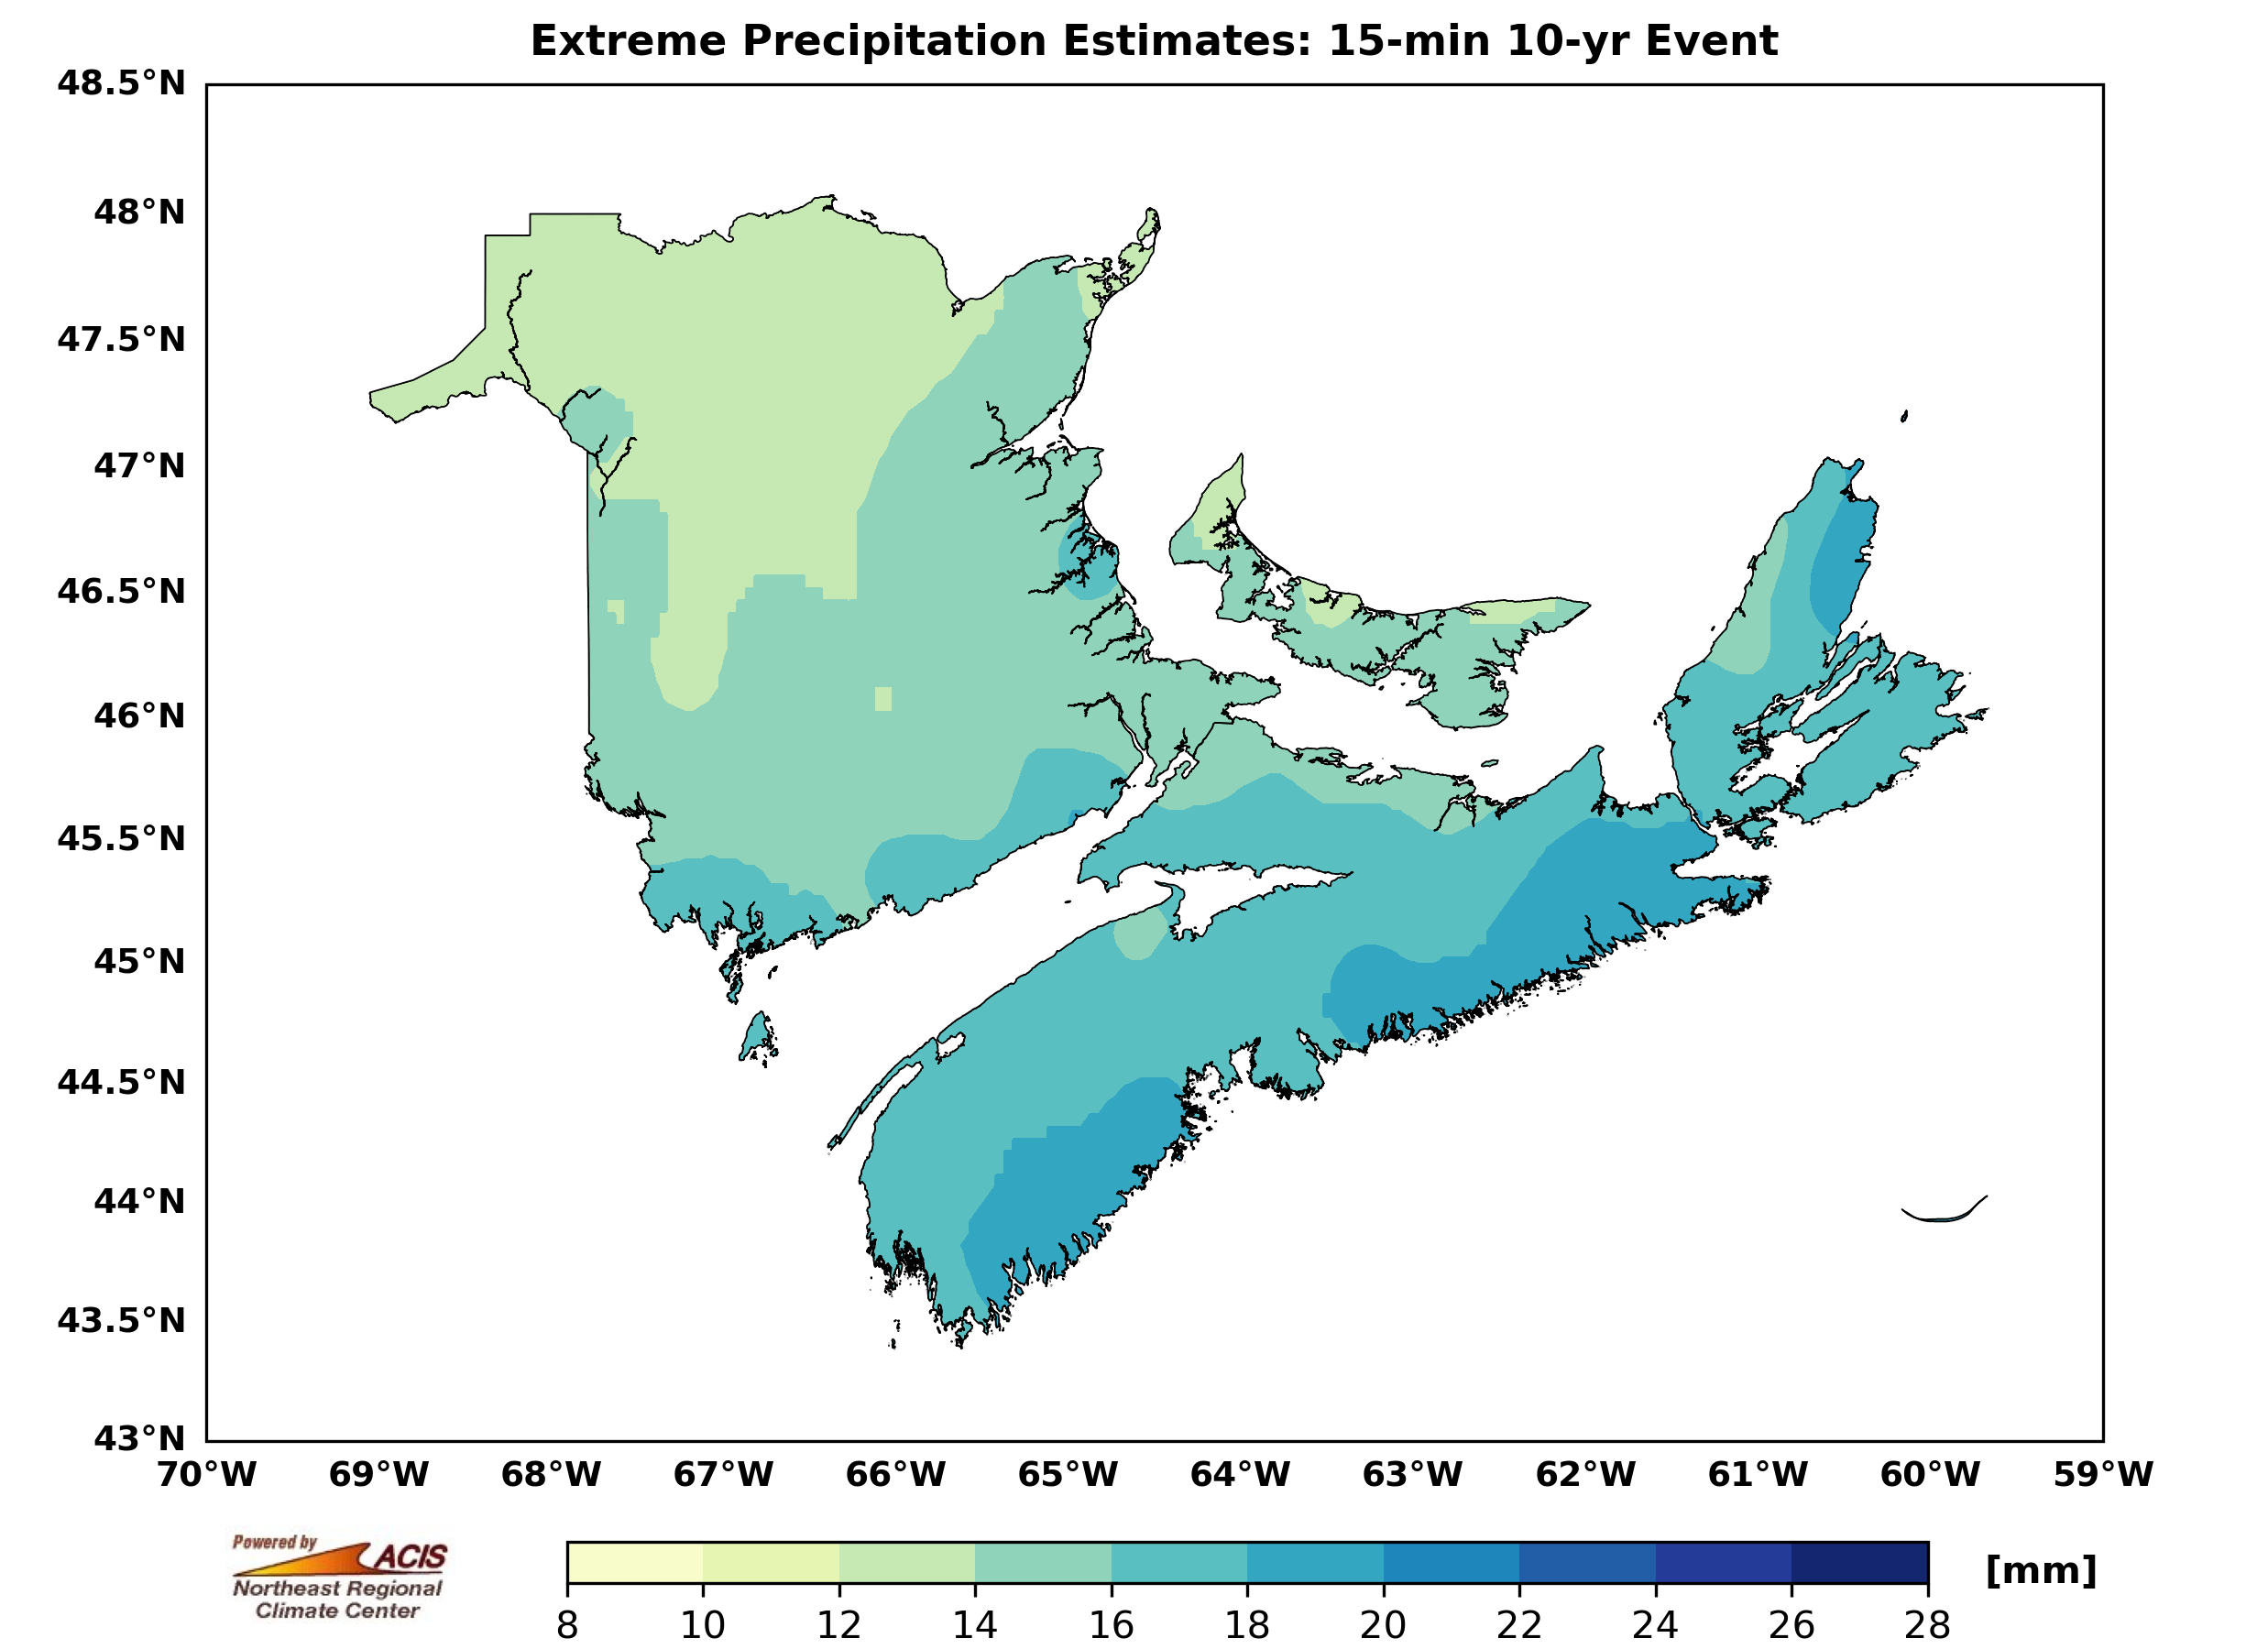 Extreme Precipitation Estimates: 15-min 10-yr Event
48.5°N
48°N
47.5°N
47°N
46.5°N
46°N
45.5°N
45°N
44.5°N
44°N
43.5°N
43°N
70°W 69°W 68°W 67°W 66°W 65°W 64°W 63°W 62°W 61°W 60°W 59°W
Powered by
ACIS
Northeast Regional
Climate Center
[mm]
8 10 12 14 16 18 20 22 24 26 28